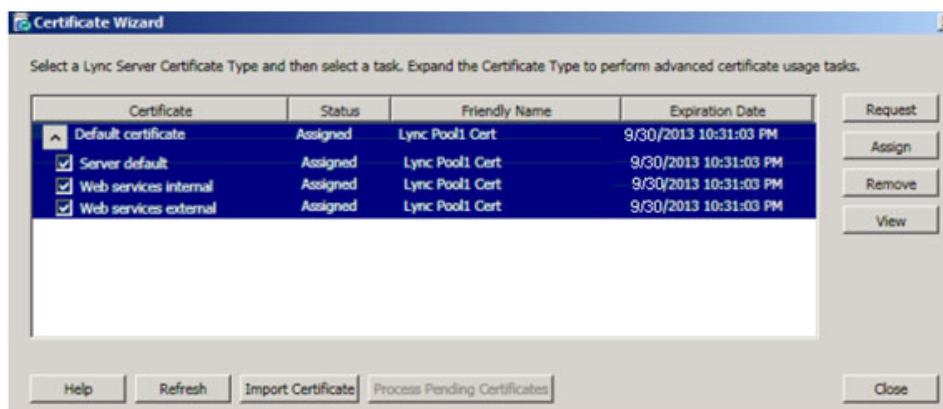 Certificate Wizard
Select a Lync Server Certificate Type and then select a task. Expand the Certificate Type to perform advanced certificate usage tasks.
Certificate Status Friendly Name Expiration Date
Default certificate Assigned Lync Pool1 Cert 9/30/2013 10:31:03 PM
Server default Assigned Lync Pool1 Cert 9/30/2013 10:31:03 PM
Web services internal Assigned Lync Pool1 Cert 9/30/2013 10:31:03 PM
Web services external Assigned Lync Pool1 Cert 9/30/2013 10:31:03 PM
Request
Assign
Remove
View
Help Refresh Import Certificate Process Pending Certificates Close